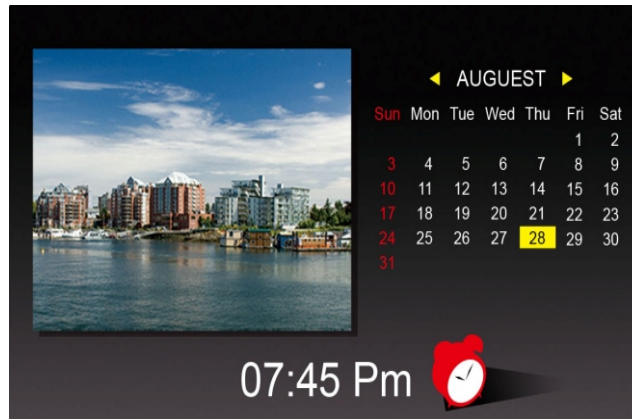 AUGUEST
Sun Mon Tue Wed Thu Fri Sat
1 2
3 4 5 6 7 8 9
10 11 12 13 14 15 16
17 18 19 20 21 22 23
24 25 26 27 28 29 30
31
07:45 Pm